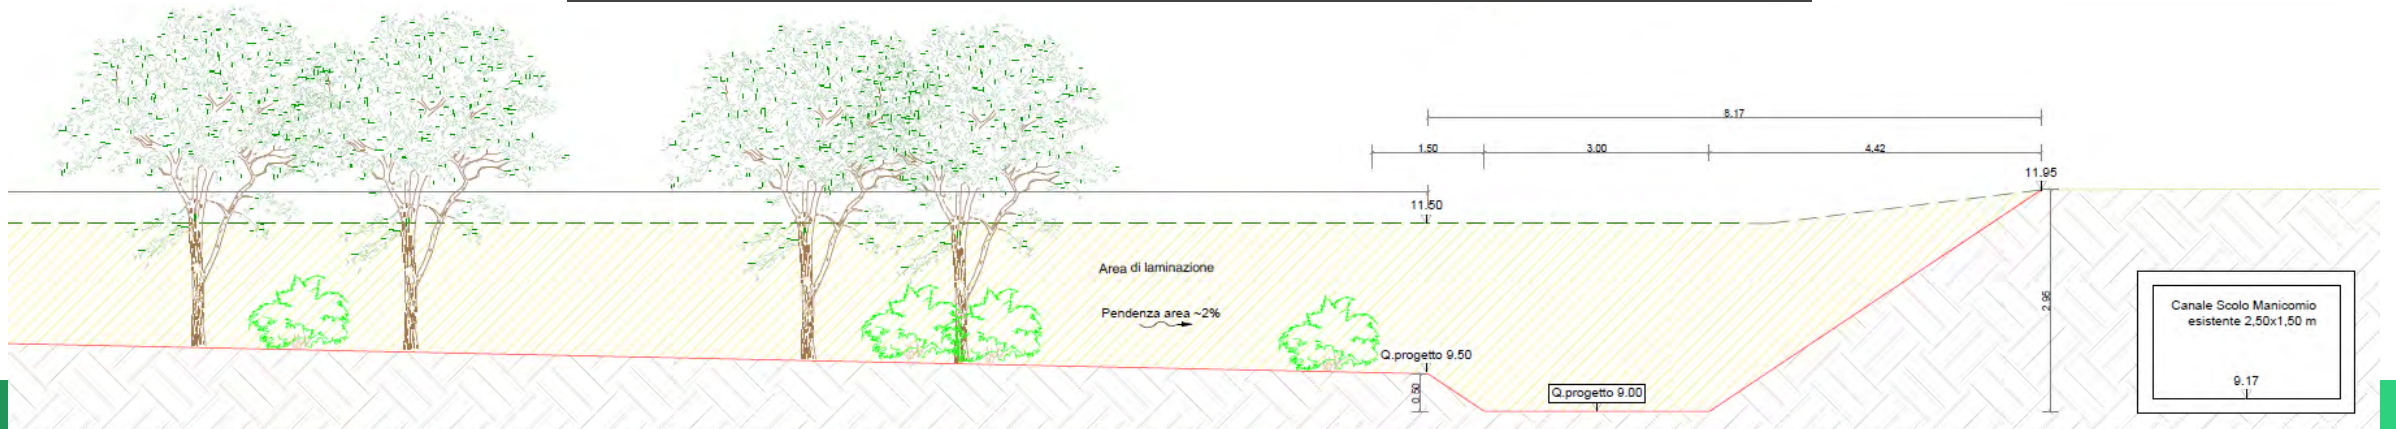 8.17
1.50
3.00
4.42
11.95
11.50
Area di laminazione
Pendenza area ~2%
2.95
Canale Scolo Manicomio
esistente 2,50x1,50 m
9.17
Q.progetto 9.50
0.50
Q.progetto 9.00